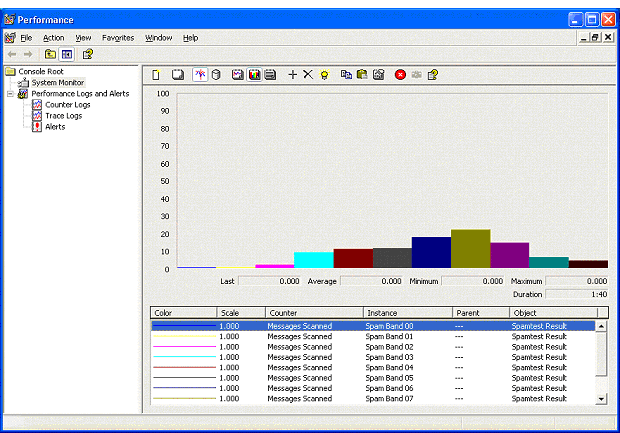 Performance
File Action View Favorites Window Help
Console Root
System Monitor
Performance Logs and Alerts
Counter Logs
Trace Logs
Alerts
100
90
80
70
60
50
40
30
20
10
0
Last 0.000 Average 0.000 Minimum 0.000 Maximum 0.000
Duration 1:40
Color Scale Counter Instance Parent Object
1.000 Messages Scanned Spam Band 00 --- Spamtest Result
1.000 Messages Scanned Spam Band 01 --- Spamtest Result
1.000 Messages Scanned Spam Band 02 --- Spamtest Result
1.000 Messages Scanned Spam Band 03 --- Spamtest Result
1.000 Messages Scanned Spam Band 04 --- Spamtest Result
1.000 Messages Scanned Spam Band 05 --- Spamtest Result
1.000 Messages Scanned Spam Band 06 --- Spamtest Result
1.000 Messages Scanned Spam Band 07 --- Spamtest Result